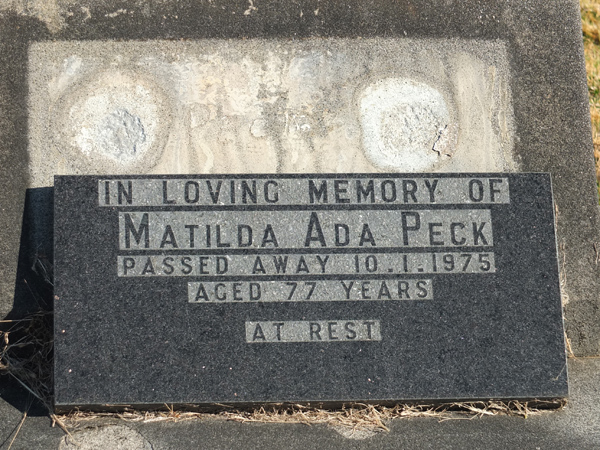 IN LOVING MEMORY OF
MATILDA ADA PECK
PASSED AWAY 10.1.1975
AGED 77 YEARS
AT REST